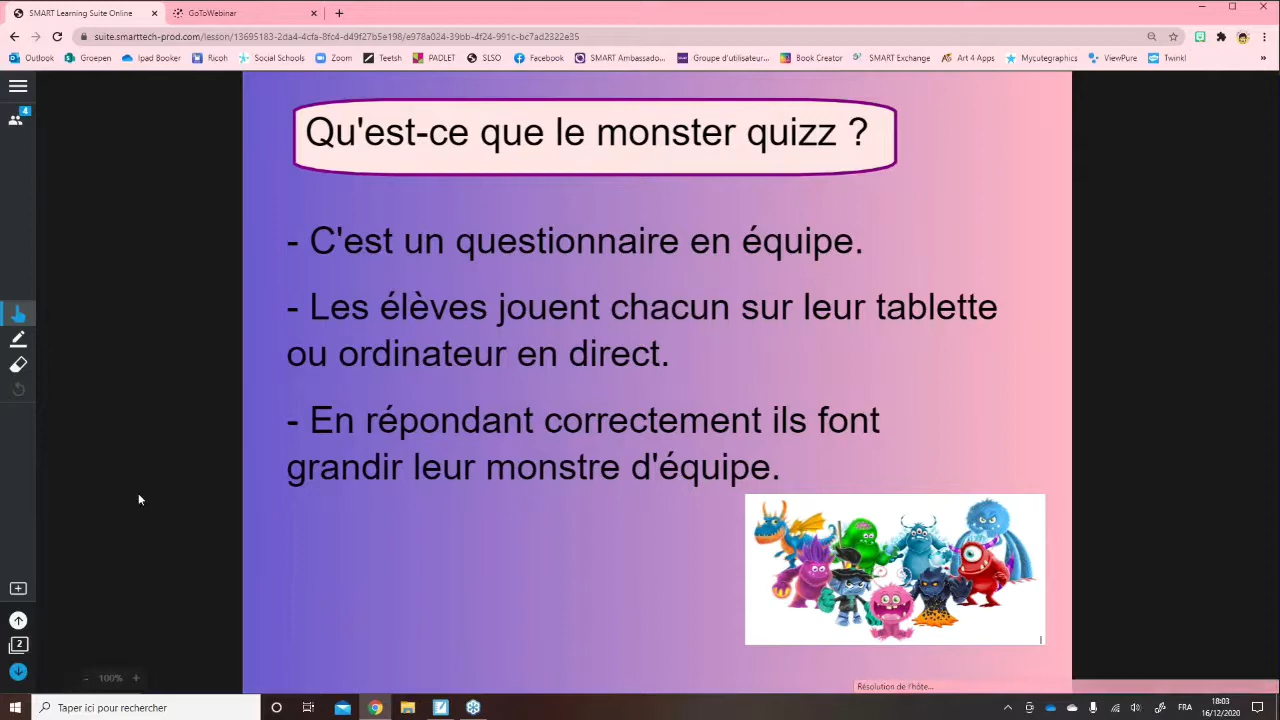 SMART Learning Suite Online
GoToWebinar
suite.smarttech-prod.com/lesson/13695183-2da4-4cfa-8fc4-d49f27b5e198/e978a024-39bb-4f24-991c-bc7ad2322e35
Outlook Groepen Ipad Booker Ricoh Social Schools Zoom Teetsh PADLET SLSO Facebook SMART Ambassado... Groupe d'utilisateur... Book Creator SMART Exchange Art 4 Apps Mycutegraphics ViewPure Twinkl »
4
Qu'est-ce que le monster quizz ?
- C'est un questionnaire en équipe.
- Les élèves jouent chacun sur leur tablette
ou ordinateur en direct.
- En répondant correctement ils font
grandir leur monstre d'équipe.
2
- 100% +
Résolution de l'hôte...
Taper ici pour rechercher
FRA
18:03
16/12/2020